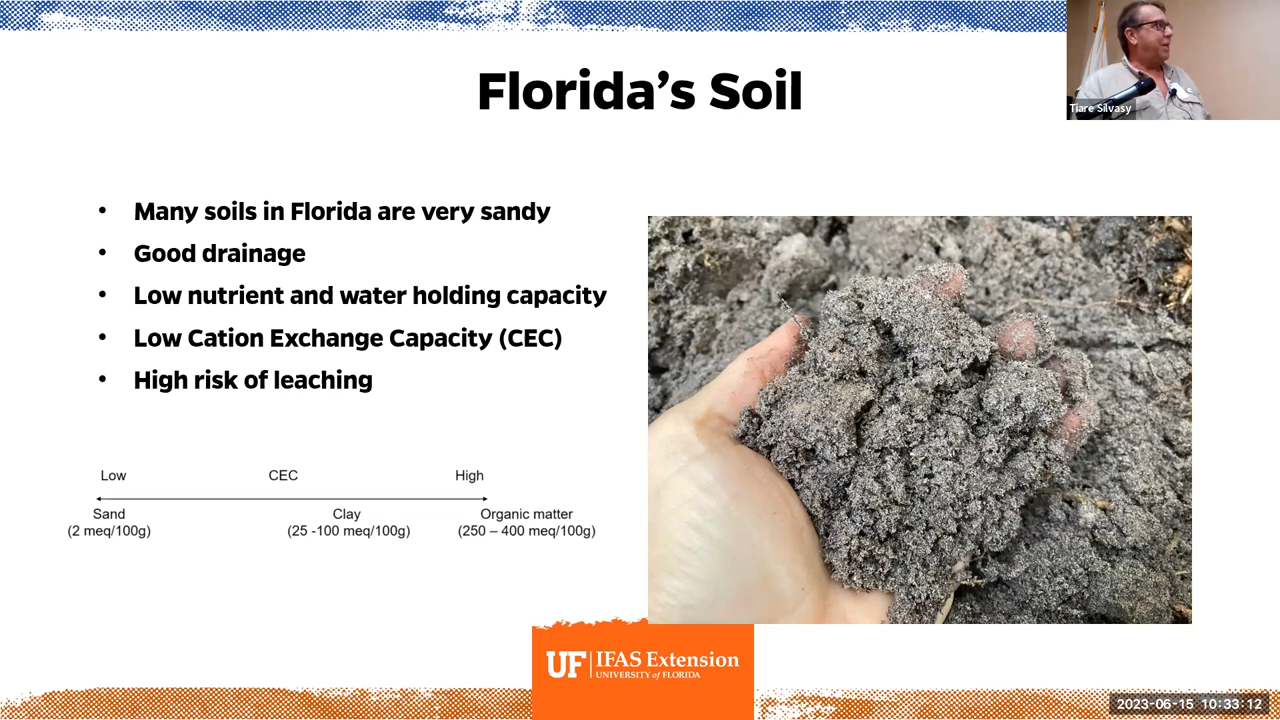 Florida's Soil
Tiare Silvasy
• Many soils in Florida are very sandy
• Good drainage
• Low nutrient and water holding capacity
• Low Cation Exchange Capacity (CEC)
• High risk of leaching
Low CEC High
Sand Clay Organic matter
(2 meq/100g) (25 -100 meq/100g) (250 – 400 meq/100g)
UF IFAS Extension
UNIVERSITY of FLORIDA
2023-06-15 10:33:12